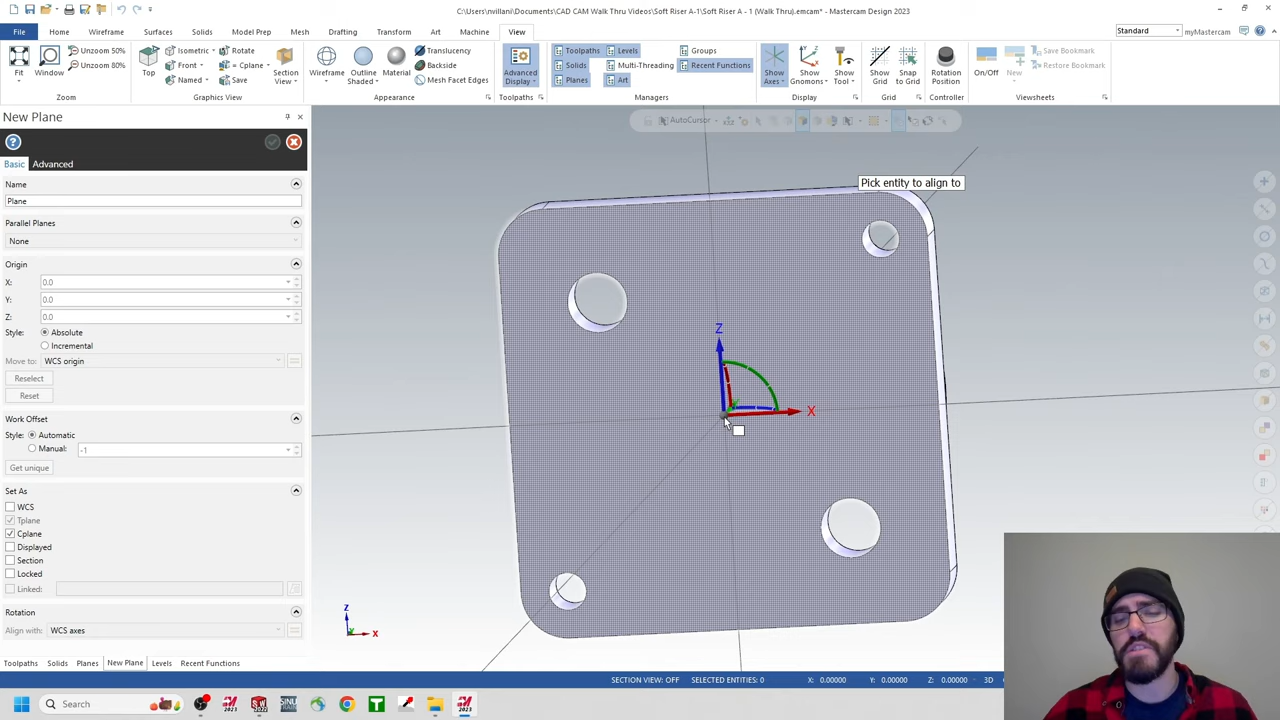 C:\Users\nvillani\Documents\CAD CAM Walk Thru Videos\Soft Riser A-1\Soft Riser A - 1 (Walk Thru).emcam* - Mastercam Design 2023
File Home Wireframe Surfaces Solids Model Prep Mesh Drafting Transform Art Machine View
Standard myMastercam
Unzoom 50% Isometric Rotate Translucency Toolpaths Levels Groups Save Bookmark
Unzoom 80% Front = Cplane Backside Solids Multi-Threading Recent Functions Restore Bookmark
Named Save Mesh Facet Edges Planes Art
Fit Window Top Section View Wireframe Outline Shaded Material Advanced Display Show Axes Show Gnomons Show Tool Show Grid Snap to Grid Rotation Position On/Off New
Zoom Graphics View Appearance Toolpaths Managers Display Grid Controller Viewsheets
New Plane
AutoCursor
Basic Advanced
Name
Plane
Parallel Planes
None
Origin
X: 0.0
Y: 0.0
Z: 0.0
Style: Absolute
Incremental
Move to: WCS origin
Reselect
Reset
Work Offset
Style: Automatic
Manual: -1
Get unique
Set As
WCS
Tplane
Cplane
Displayed
Section
Locked
Linked:
Rotation
Align with: WCS axes
Pick entity to align to
Z
X
Z
X
Toolpaths Solids Planes New Plane Levels Recent Functions
SECTION VIEW: OFF SELECTED ENTITIES: 0 X: 0.00000 Y: 0.00000 Z: 0.00000 3D
Search